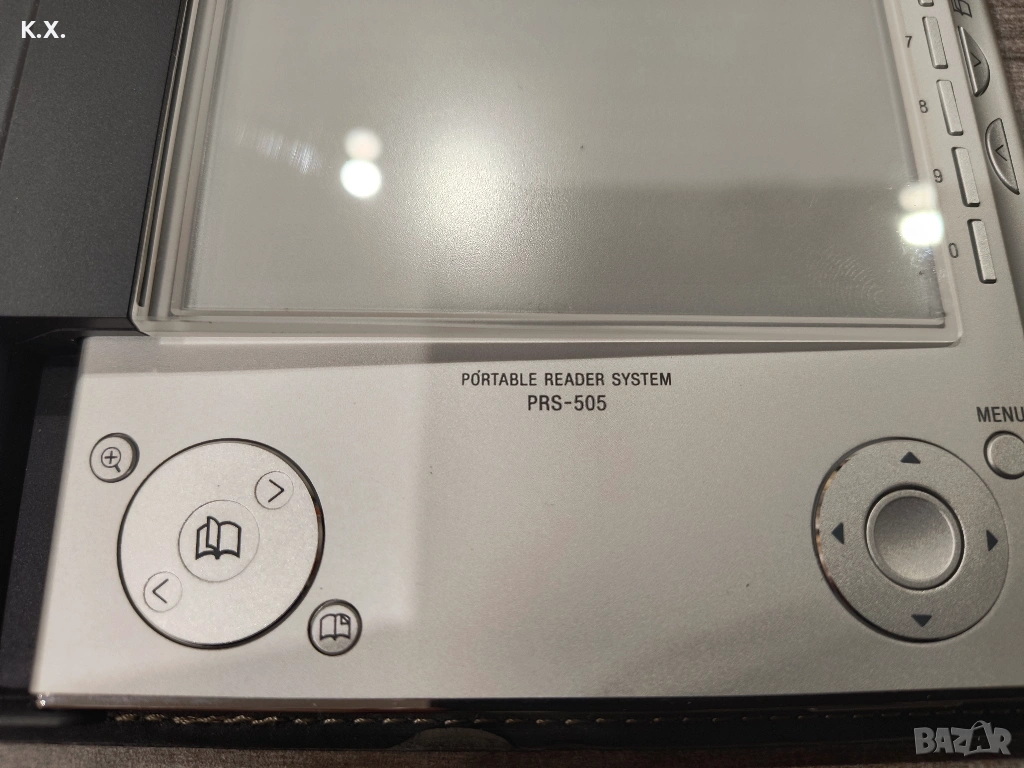 K.X.
7
8
9
0
PORTABLE READER SYSTEM
PRS-505
MENU
BAZAR